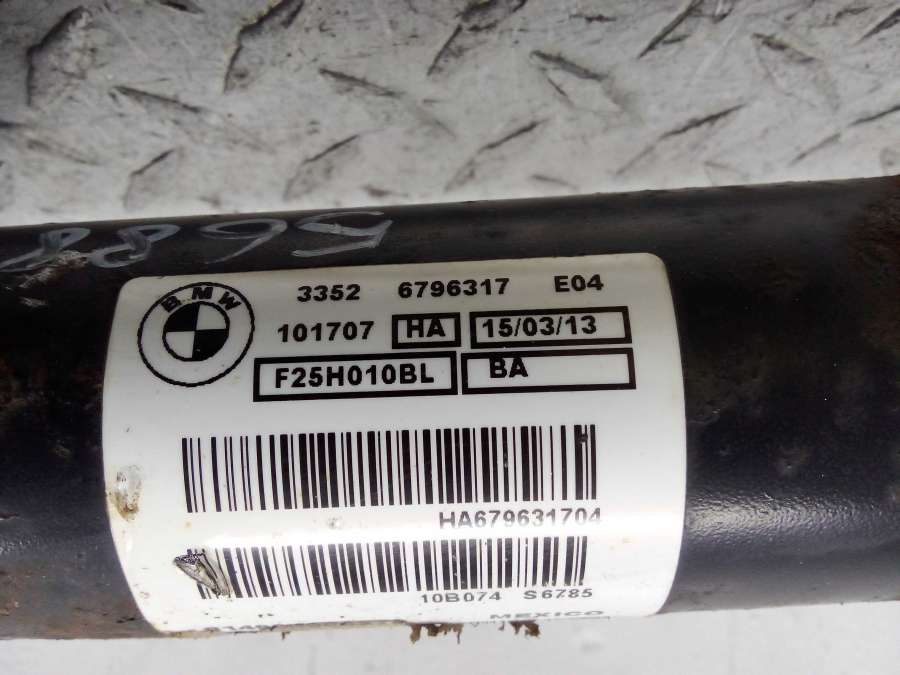 5688
BMW
3352 6796317 E04
101707 HA 15/03/13
F25H010BL BA
HA679631704
10B074 S6785
MEXICO